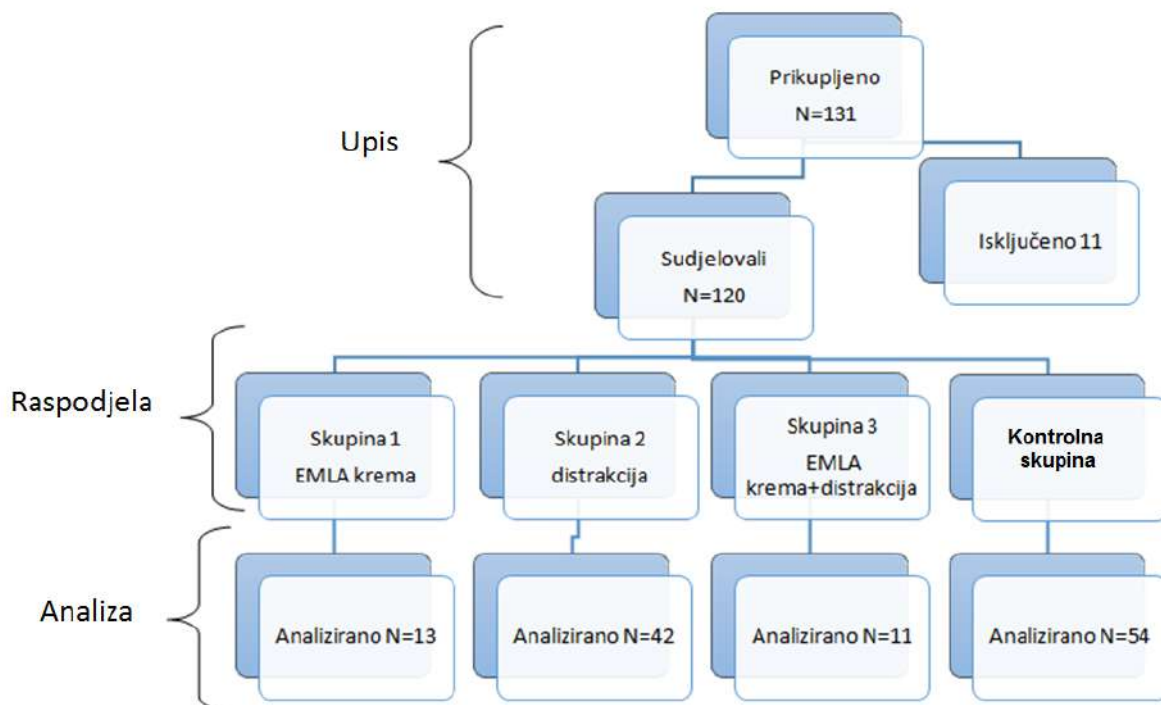 Upis
Prikupljeno
N=131
Sudjelovali
N=120
Isključeno 11
Raspodjela
Skupina 1
EMLA krema
Skupina 2
distrakcija
Skupina 3
EMLA
krema+distrakcija
Kontrolna
skupina
Analiza
Analizirano N=13
Analizirano N=42
Analizirano N=11
Analizirano N=54